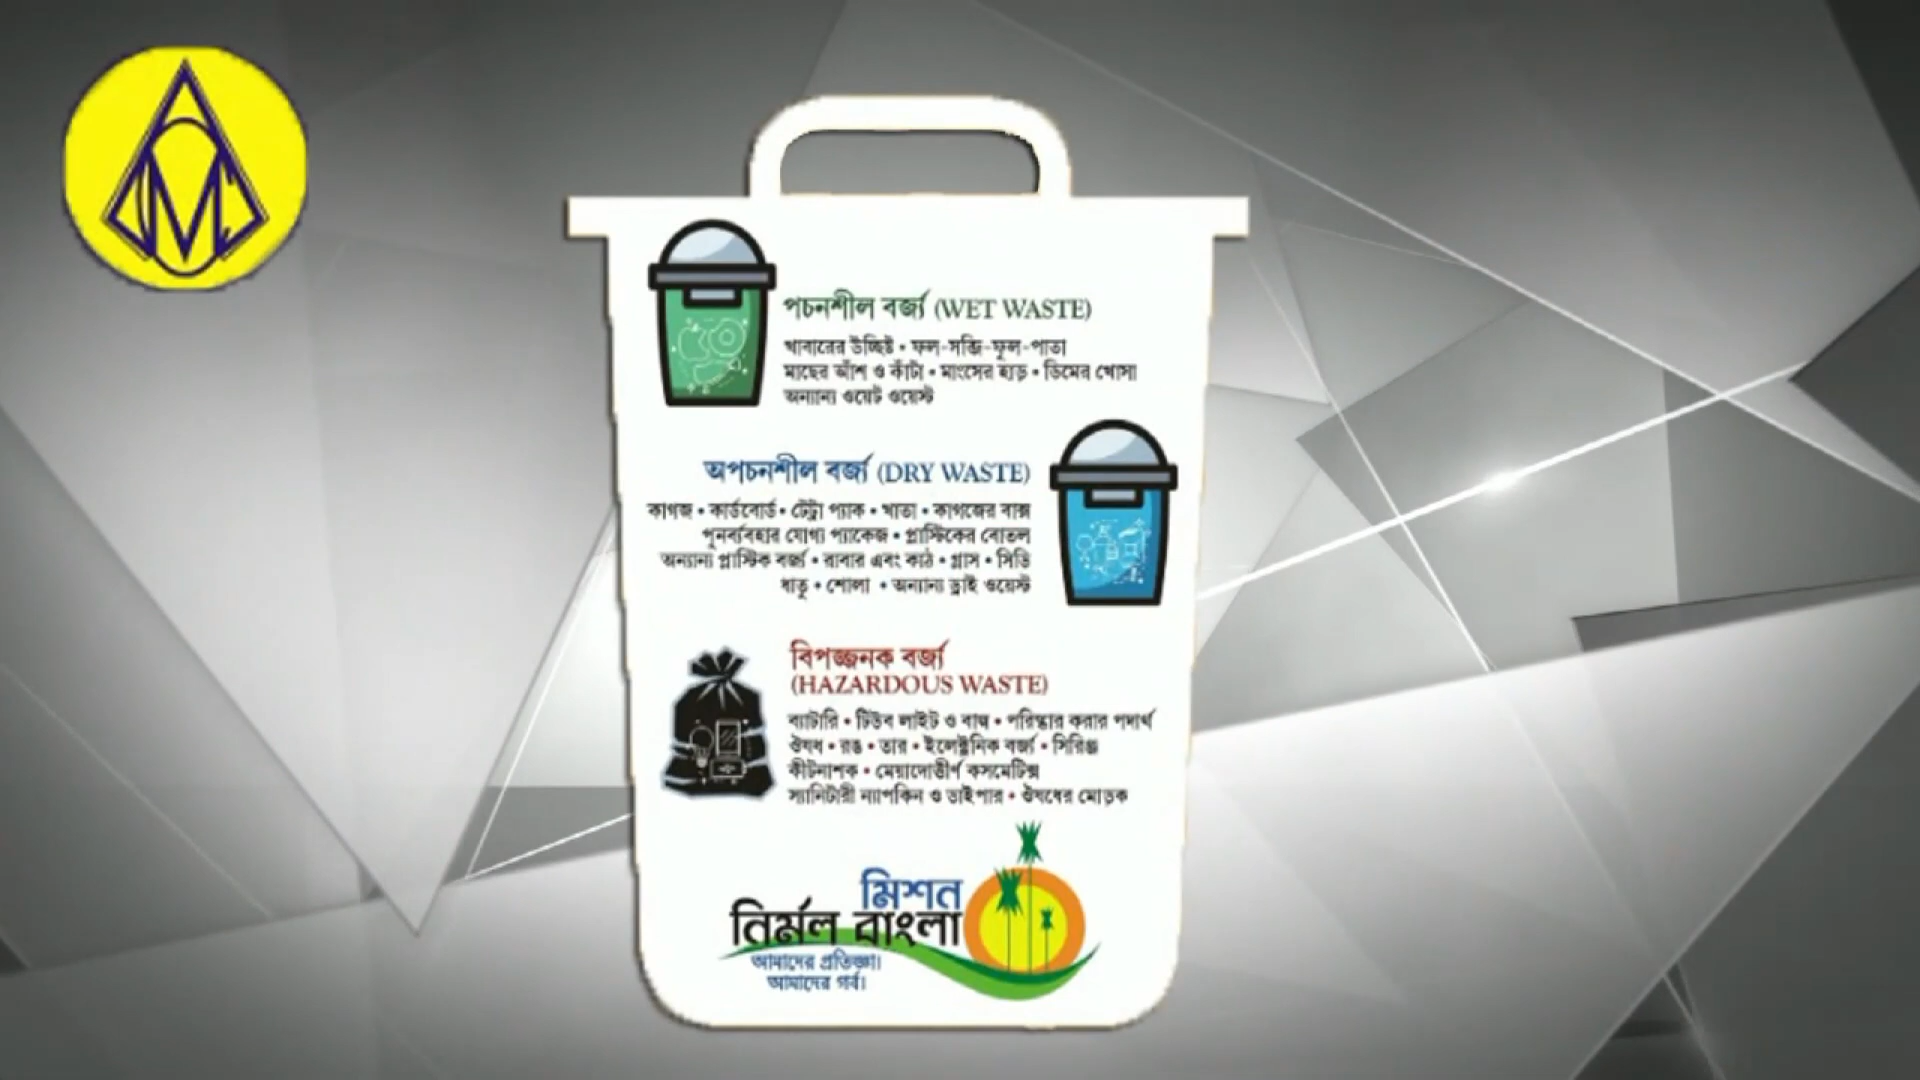 পচনশীল বর্জ্য (WET WASTE)
খাবারের উচ্ছিষ্ট • ফল-সব্জি-ফুল-পাতা
মাছের আঁশ ও কাঁটা • মাংসের হাড় • ডিমের খোসা
অন্যান্য ওয়েট ওয়েস্ট
অপচনশীল বর্জ্য (DRY WASTE)
কাগজ • কার্ডবোর্ড • টেট্রা প্যাক • খাতা • কাগজের বাক্স
পুনর্ব্যবহার যোগ্য প্যাকেজ • প্লাস্টিকের বোতল
অন্যান্য প্লাস্টিক বর্জ্য • রাবার এবং কাঠ • গ্লাস • সিডি
ধাতু • শোলা • অন্যান্য ড্রাই ওয়েস্ট
বিপজ্জনক বর্জ্য
(HAZARDOUS WASTE)
ব্যাটারি • টিউব লাইট ও বাল্ব • পরিষ্কার করার পদার্থ
ঔষধ • রঙ • তার • ইলেক্ট্রনিক বর্জ্য • সিরিঞ্জ
কীটনাশক • মেয়াদোত্তীর্ণ কসমেটিক্স
স্যানিটারী ন্যাপকিন ও ডাইপার • ঔষধের মোড়ক
মিশন
নির্মল বাংলা
আমাদের প্রতিজ্ঞা।
আমাদের গর্ব।